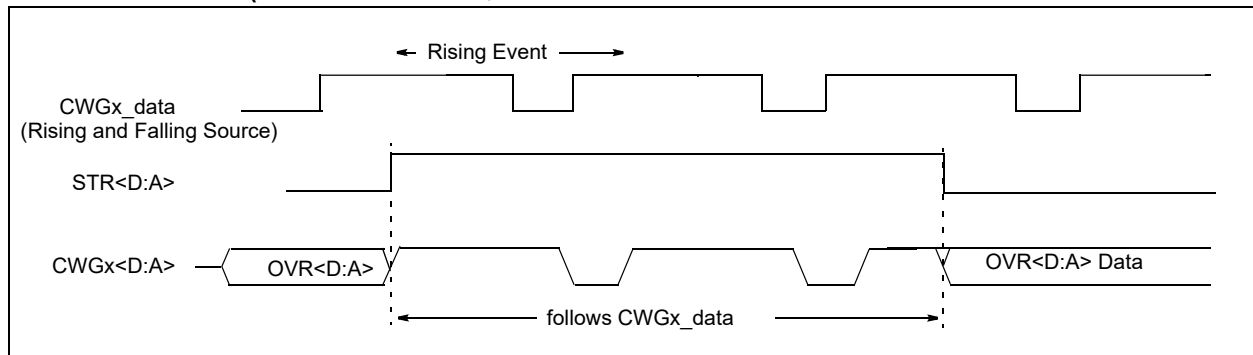 Rising Event
CWGx_data
(Rising and Falling Source)
STR<D:A>
CWGx<D:A>
OVR<D:A>
OVR<D:A> Data
follows CWGx_data